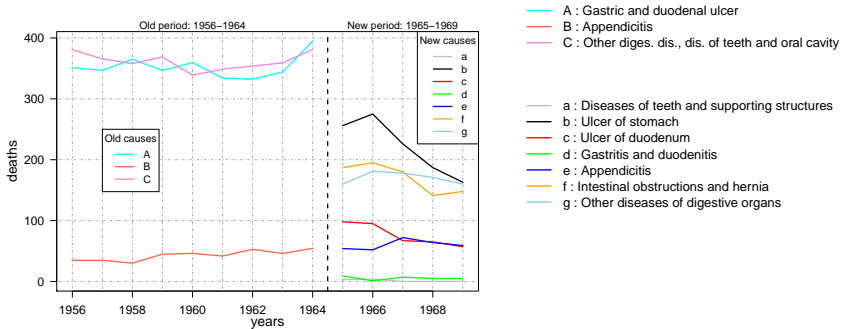 Old period: 1956−1964
New period: 1965−1969
400
300
200
100
0
deaths
Old causes
A
B
C
New causes
a
b
c
d
e
f
g
1956
1958
1960
1962
1964
1966
1968
years
A : Gastric and duodenal ulcer
B : Appendicitis
C : Other diges. dis., dis. of teeth and oral cavity
a : Diseases of teeth and supporting structures
b : Ulcer of stomach
c : Ulcer of duodenum
d : Gastritis and duodenitis
e : Appendicitis
f : Intestinal obstructions and hernia
g : Other diseases of digestive organs